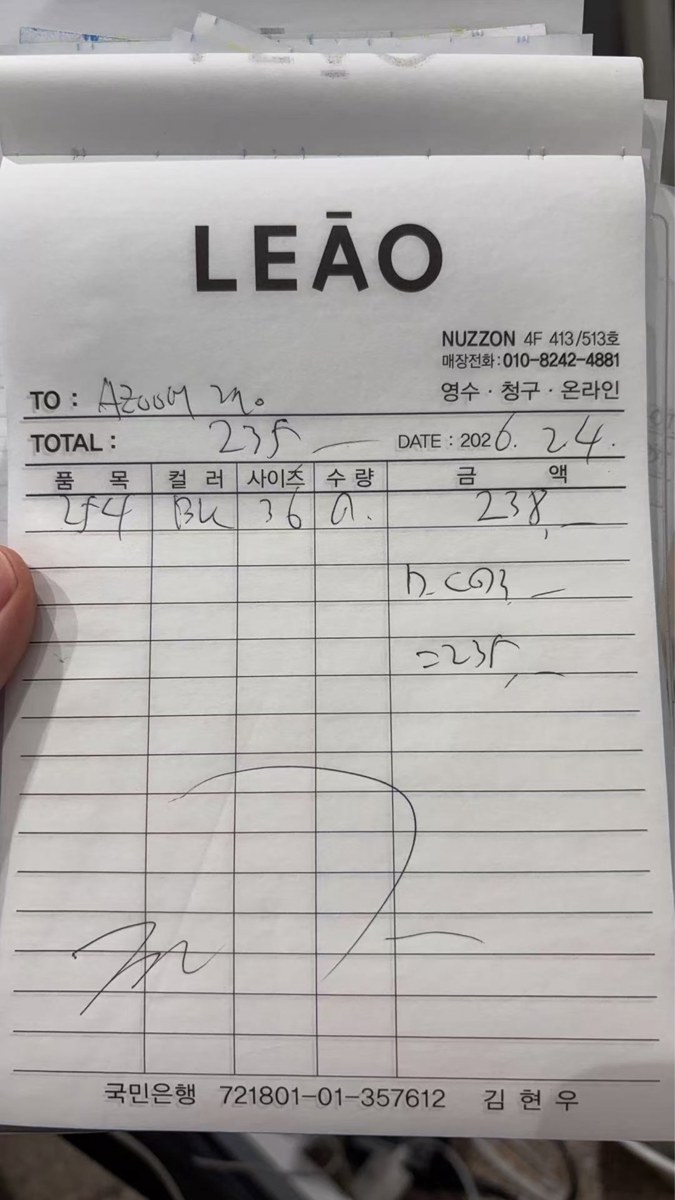 LEĀO
NUZZON 4F 413/513호
매장전화:010-8242-4881
영수·청구·온라인
TO : AZOOM
TOTAL : 235
DATE : 2026. 24.
품 목 컬 러 사이즈 수 량 금 액
BK 36 238
=235
국민은행 721801-01-357612 김 현 우